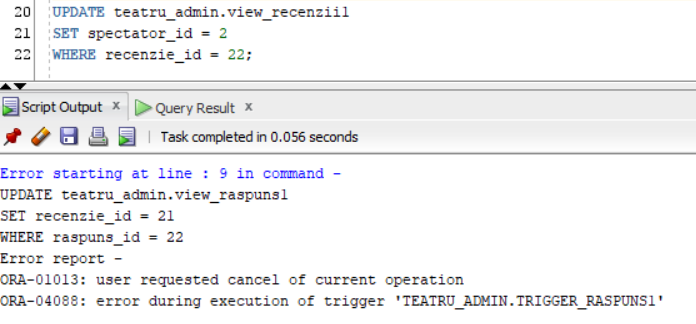 20 UPDATE teatru_admin.view_recenzii1
21 SET spectator_id = 2
22 WHERE recenzie_id = 22;
Script Output x Query Result x
Task completed in 0.056 seconds
Error starting at line : 9 in command -
UPDATE teatru_admin.view_raspuns1
SET recenzie_id = 21
WHERE raspuns_id = 22
Error report -
ORA-01013: user requested cancel of current operation
ORA-04088: error during execution of trigger 'TEATRU_ADMIN.TRIGGER_RASPUNS1'